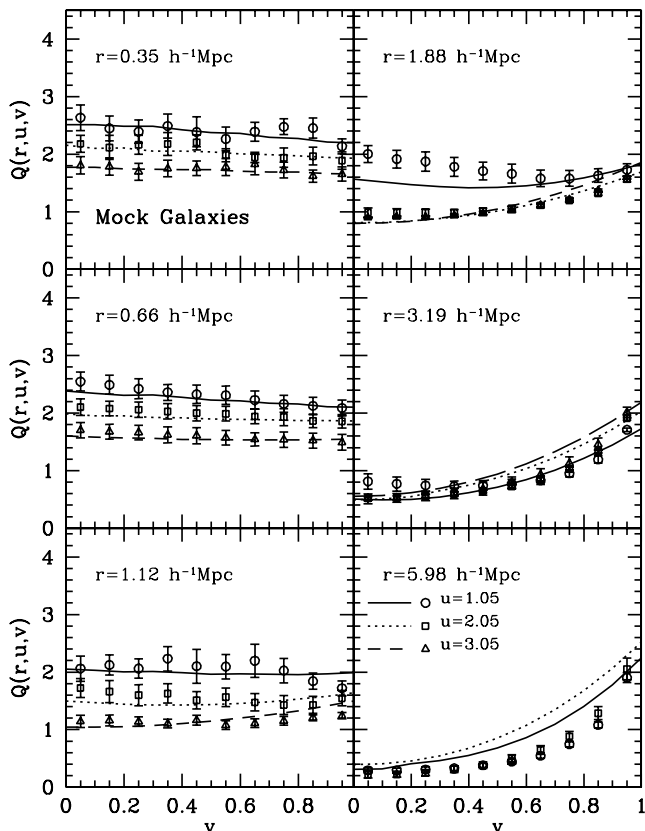 r=0.35 h⁻¹Mpc
Mock Galaxies
Q(r,u,v)
4
3
2
1
0
r=1.88 h⁻¹Mpc
r=0.66 h⁻¹Mpc
Q(r,u,v)
4
3
2
1
0
r=3.19 h⁻¹Mpc
r=1.12 h⁻¹Mpc
Q(r,u,v)
4
3
2
1
0
r=5.98 h⁻¹Mpc
u=1.05
u=2.05
u=3.05
0 0.2 0.4 0.6 0.8 0 0.2 0.4 0.6 0.8 1
v v